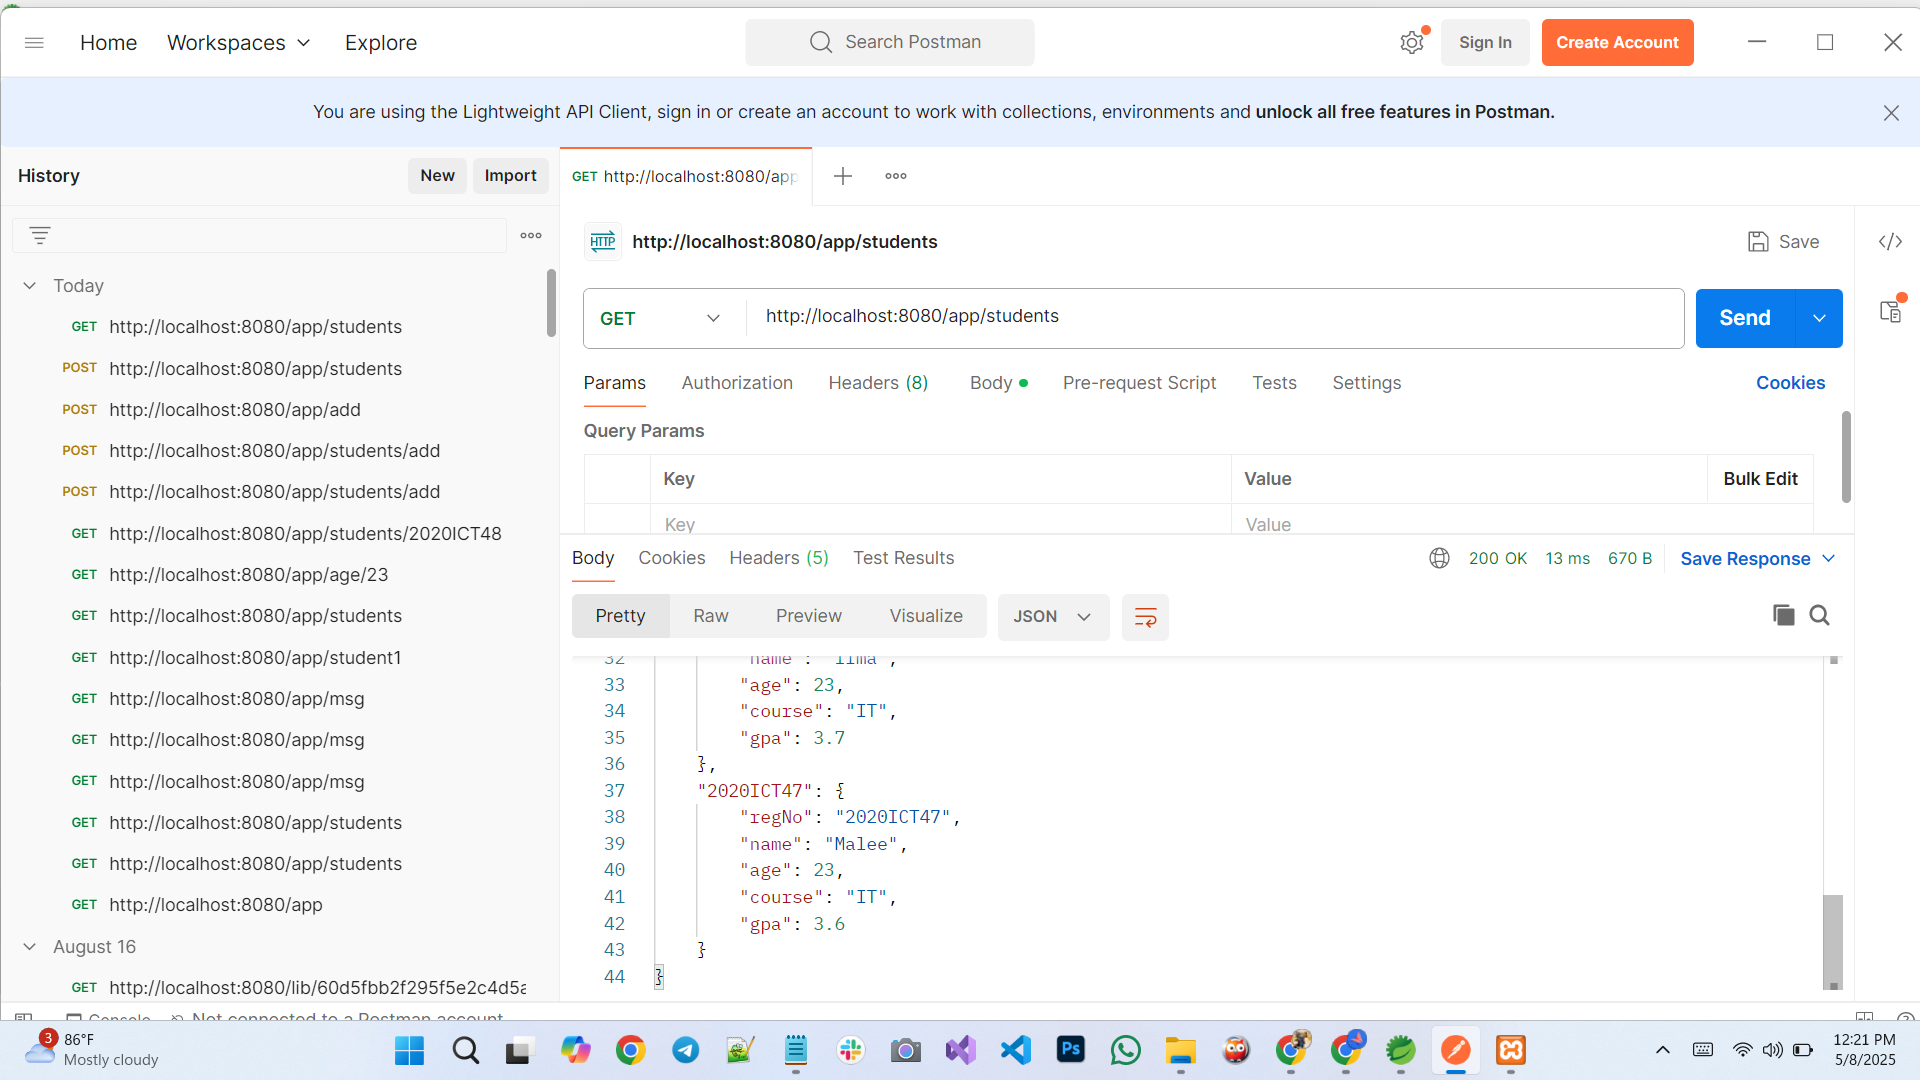 Home Workspaces Explore Search Postman Sign In Create Account
You are using the Lightweight API Client, sign in or create an account to work with collections, environments and unlock all free features in Postman.
History New Import
GET http://localhost:8080/app
Today
GET http://localhost:8080/app/students
POST http://localhost:8080/app/students
POST http://localhost:8080/app/add
POST http://localhost:8080/app/students/add
POST http://localhost:8080/app/students/add
GET http://localhost:8080/app/students/2020ICT48
GET http://localhost:8080/app/age/23
GET http://localhost:8080/app/students
GET http://localhost:8080/app/student1
GET http://localhost:8080/app/msg
GET http://localhost:8080/app/msg
GET http://localhost:8080/app/msg
GET http://localhost:8080/app/students
GET http://localhost:8080/app/students
GET http://localhost:8080/app
August 16
GET http://localhost:8080/lib/60d5fbb2f295f5e2c4d5a
HTTP http://localhost:8080/app/students Save </>
GET http://localhost:8080/app/students Send
Params Authorization Headers (8) Body Pre-request Script Tests Settings Cookies
Query Params
Key Value Bulk Edit
Key Value
Body Cookies Headers (5) Test Results 200 OK 13 ms 670 B Save Response
Pretty Raw Preview Visualize JSON
32 "name": "Ilma",
33 "age": 23,
34 "course": "IT",
35 "gpa": 3.7
36 },
37 "2020ICT47": {
38 "regNo": "2020ICT47",
39 "name": "Malee",
40 "age": 23,
41 "course": "IT",
42 "gpa": 3.6
43 }
44 }
Console Not connected to a Postman account
3 86°F
Mostly cloudy
Ps
12:21 PM
5/8/2025